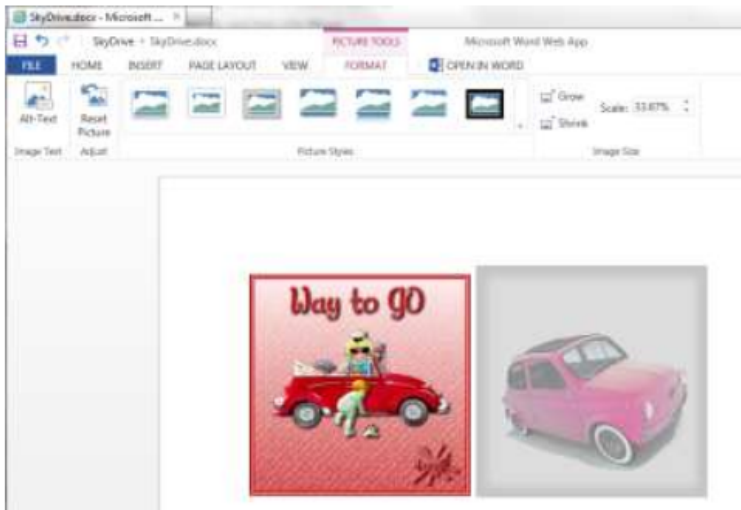 SkyDrive.docx - Microsoft ...
SkyDrive SkyDrive.docx PICTURE TOOLS Microsoft Word Web App
FILE HOME INSERT PAGE LAYOUT VIEW FORMAT OPEN IN WORD
Alt-Text Reset Picture Grow Scale: 33.67%
Shrink
Image Text Adjust Picture Styles Image Size
Way to gO